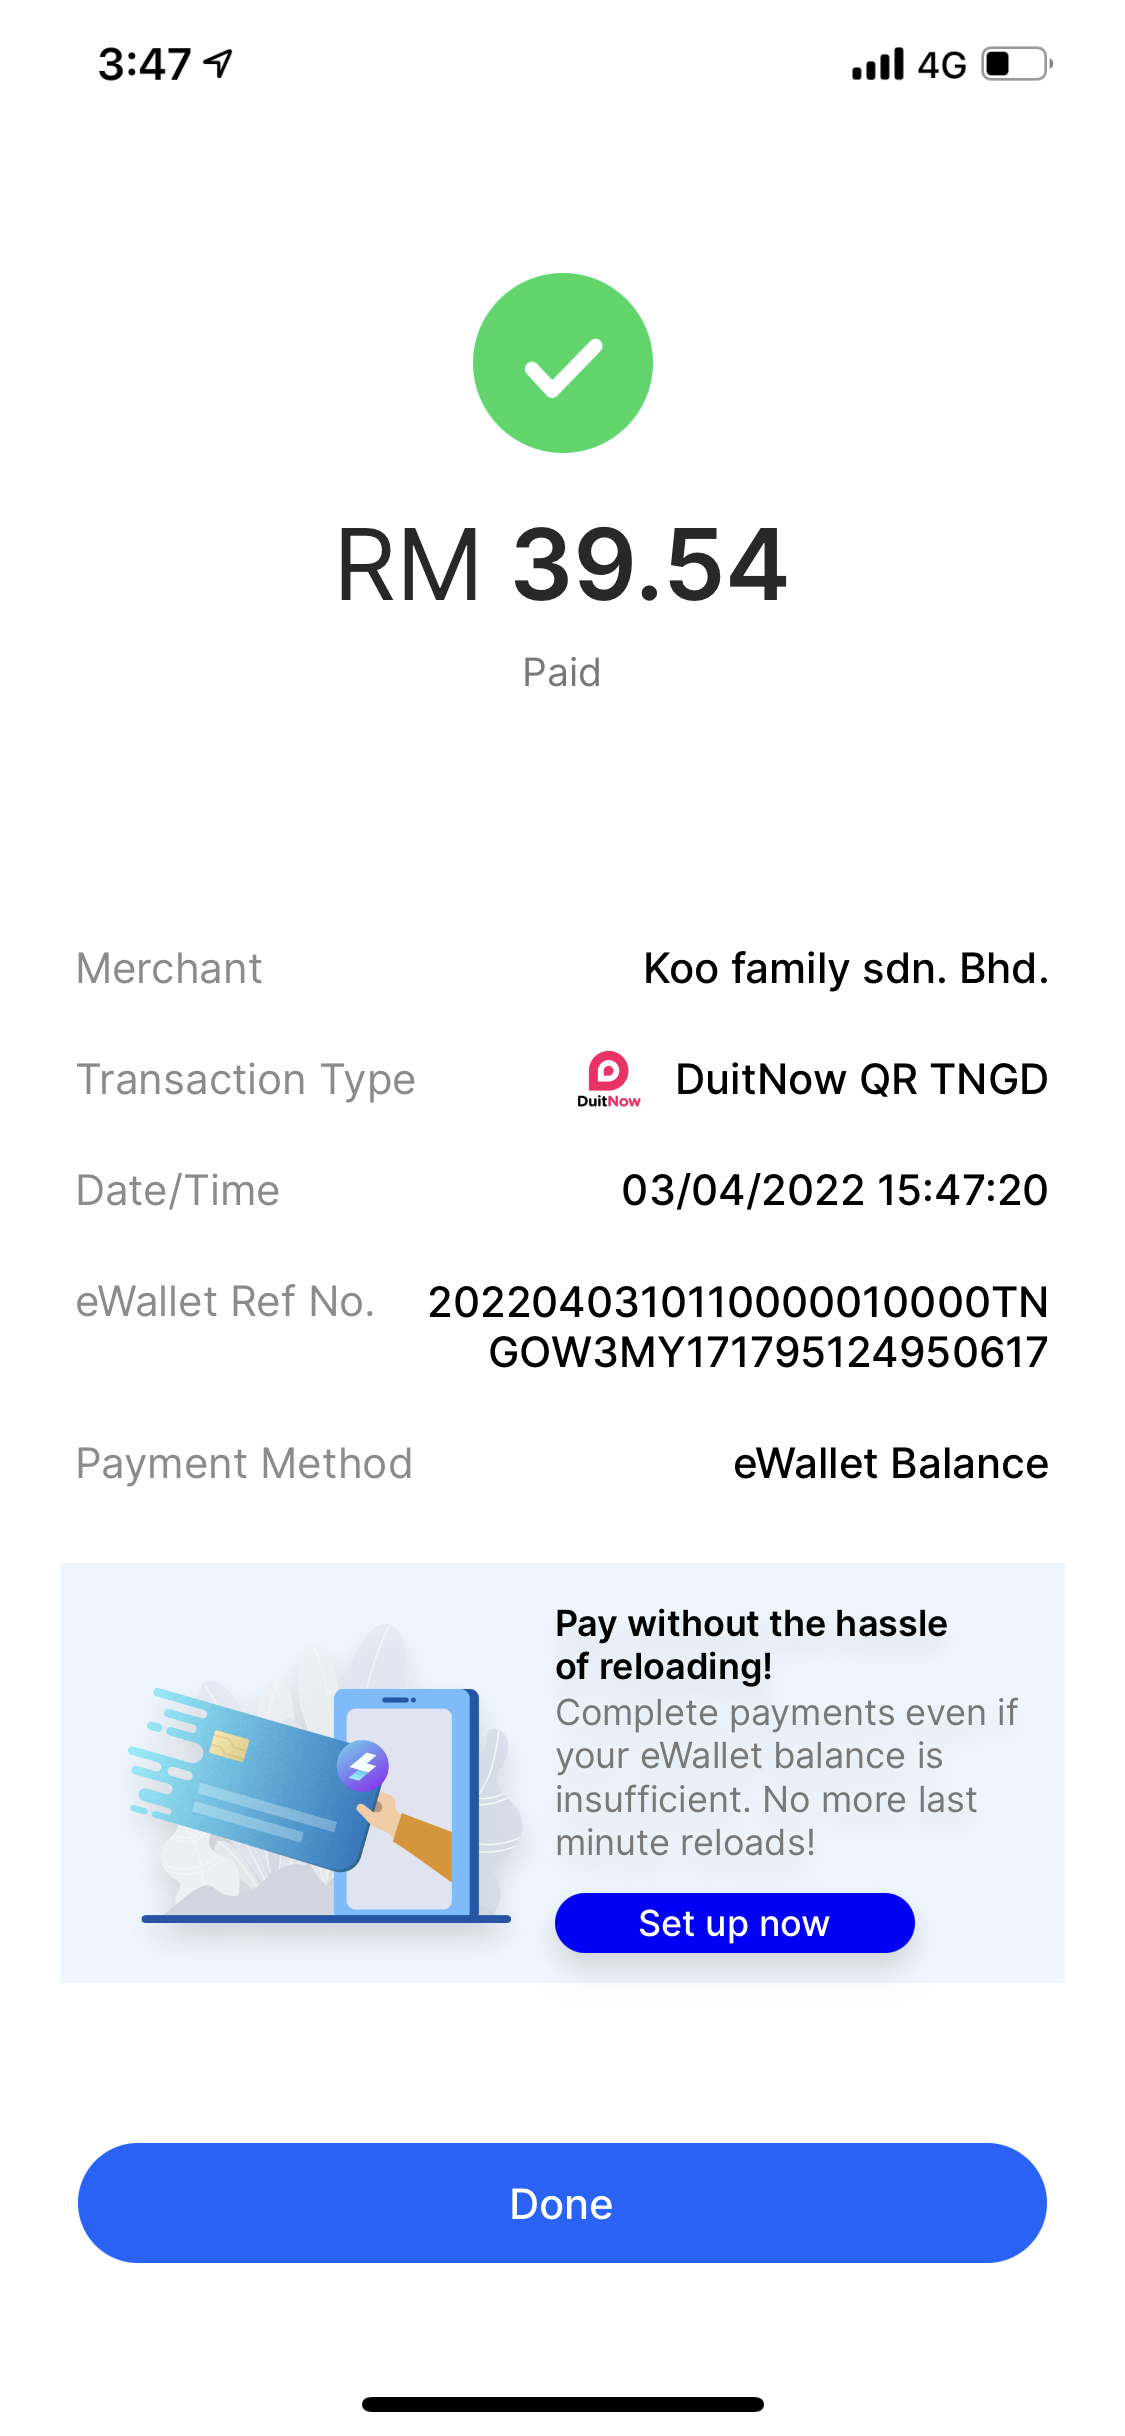 3:47
4G
RM 39.54
Paid
Merchant Koo family sdn. Bhd.
Transaction Type DuitNow DuitNow QR TNGD
Date/Time 03/04/2022 15:47:20
eWallet Ref No. 20220403101110000010000TN
GOW3MY171795124950617
Payment Method eWallet Balance
Pay without the hassle
of reloading!
Complete payments even if
your eWallet balance is
insufficient. No more last
minute reloads!
Set up now
Done